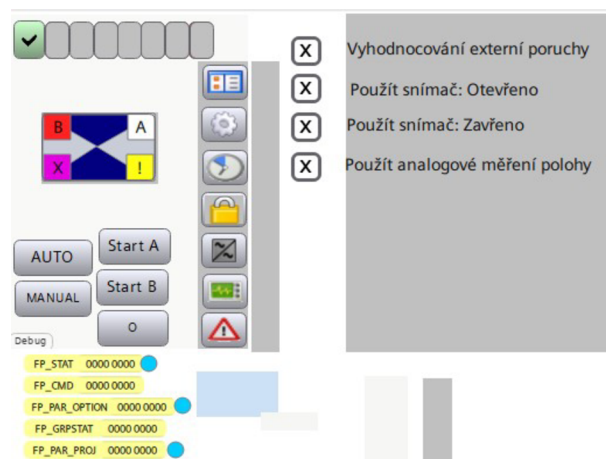 X Vyhodnocování externí poruchy
X Použít snímač: Otevřeno
X Použít snímač: Zavřeno
X Použít analogové měření polohy
B A
X !
AUTO
Start A
MANUAL
Start B
O
Debug
FP_STAT 0000 0000
FP_CMD 0000 0000
FP_PAR_OPTION 0000 0000
FP_GRPSTAT 0000 0000
FP_PAR_PROJ 0000 0000